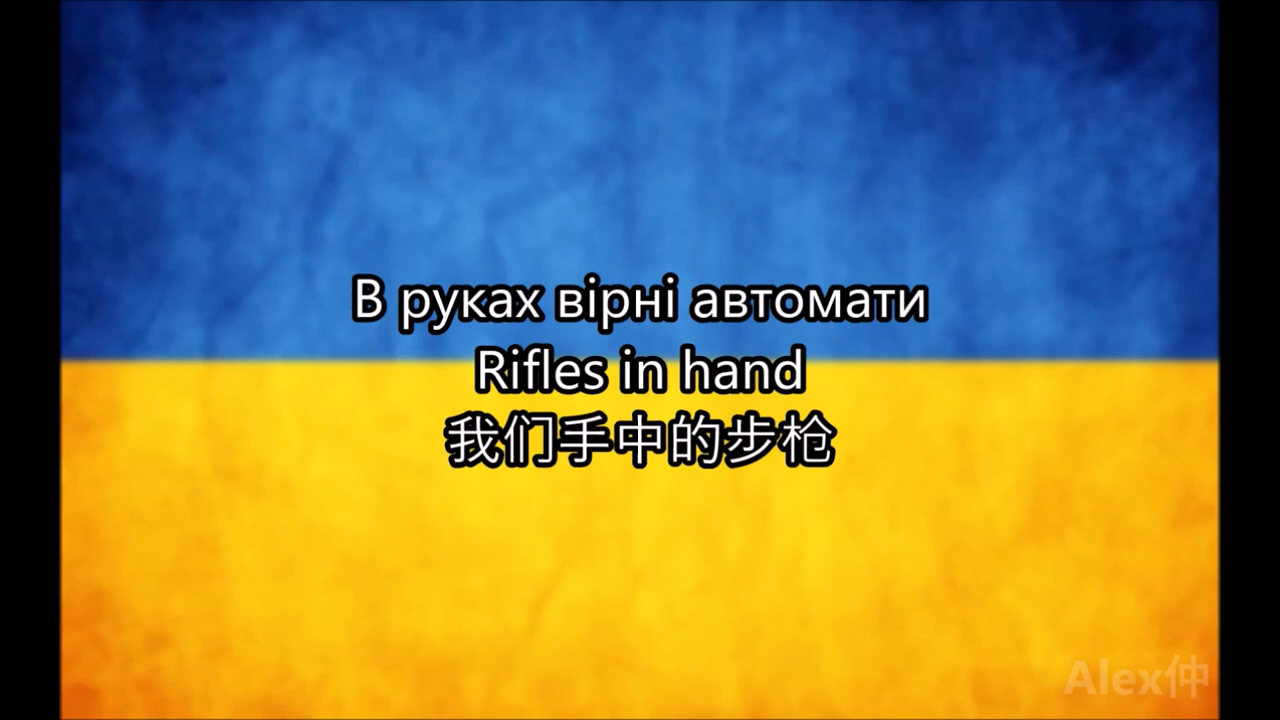 В руках вірні автомати
Rifles in hand
我们手中的步枪
Alex仲